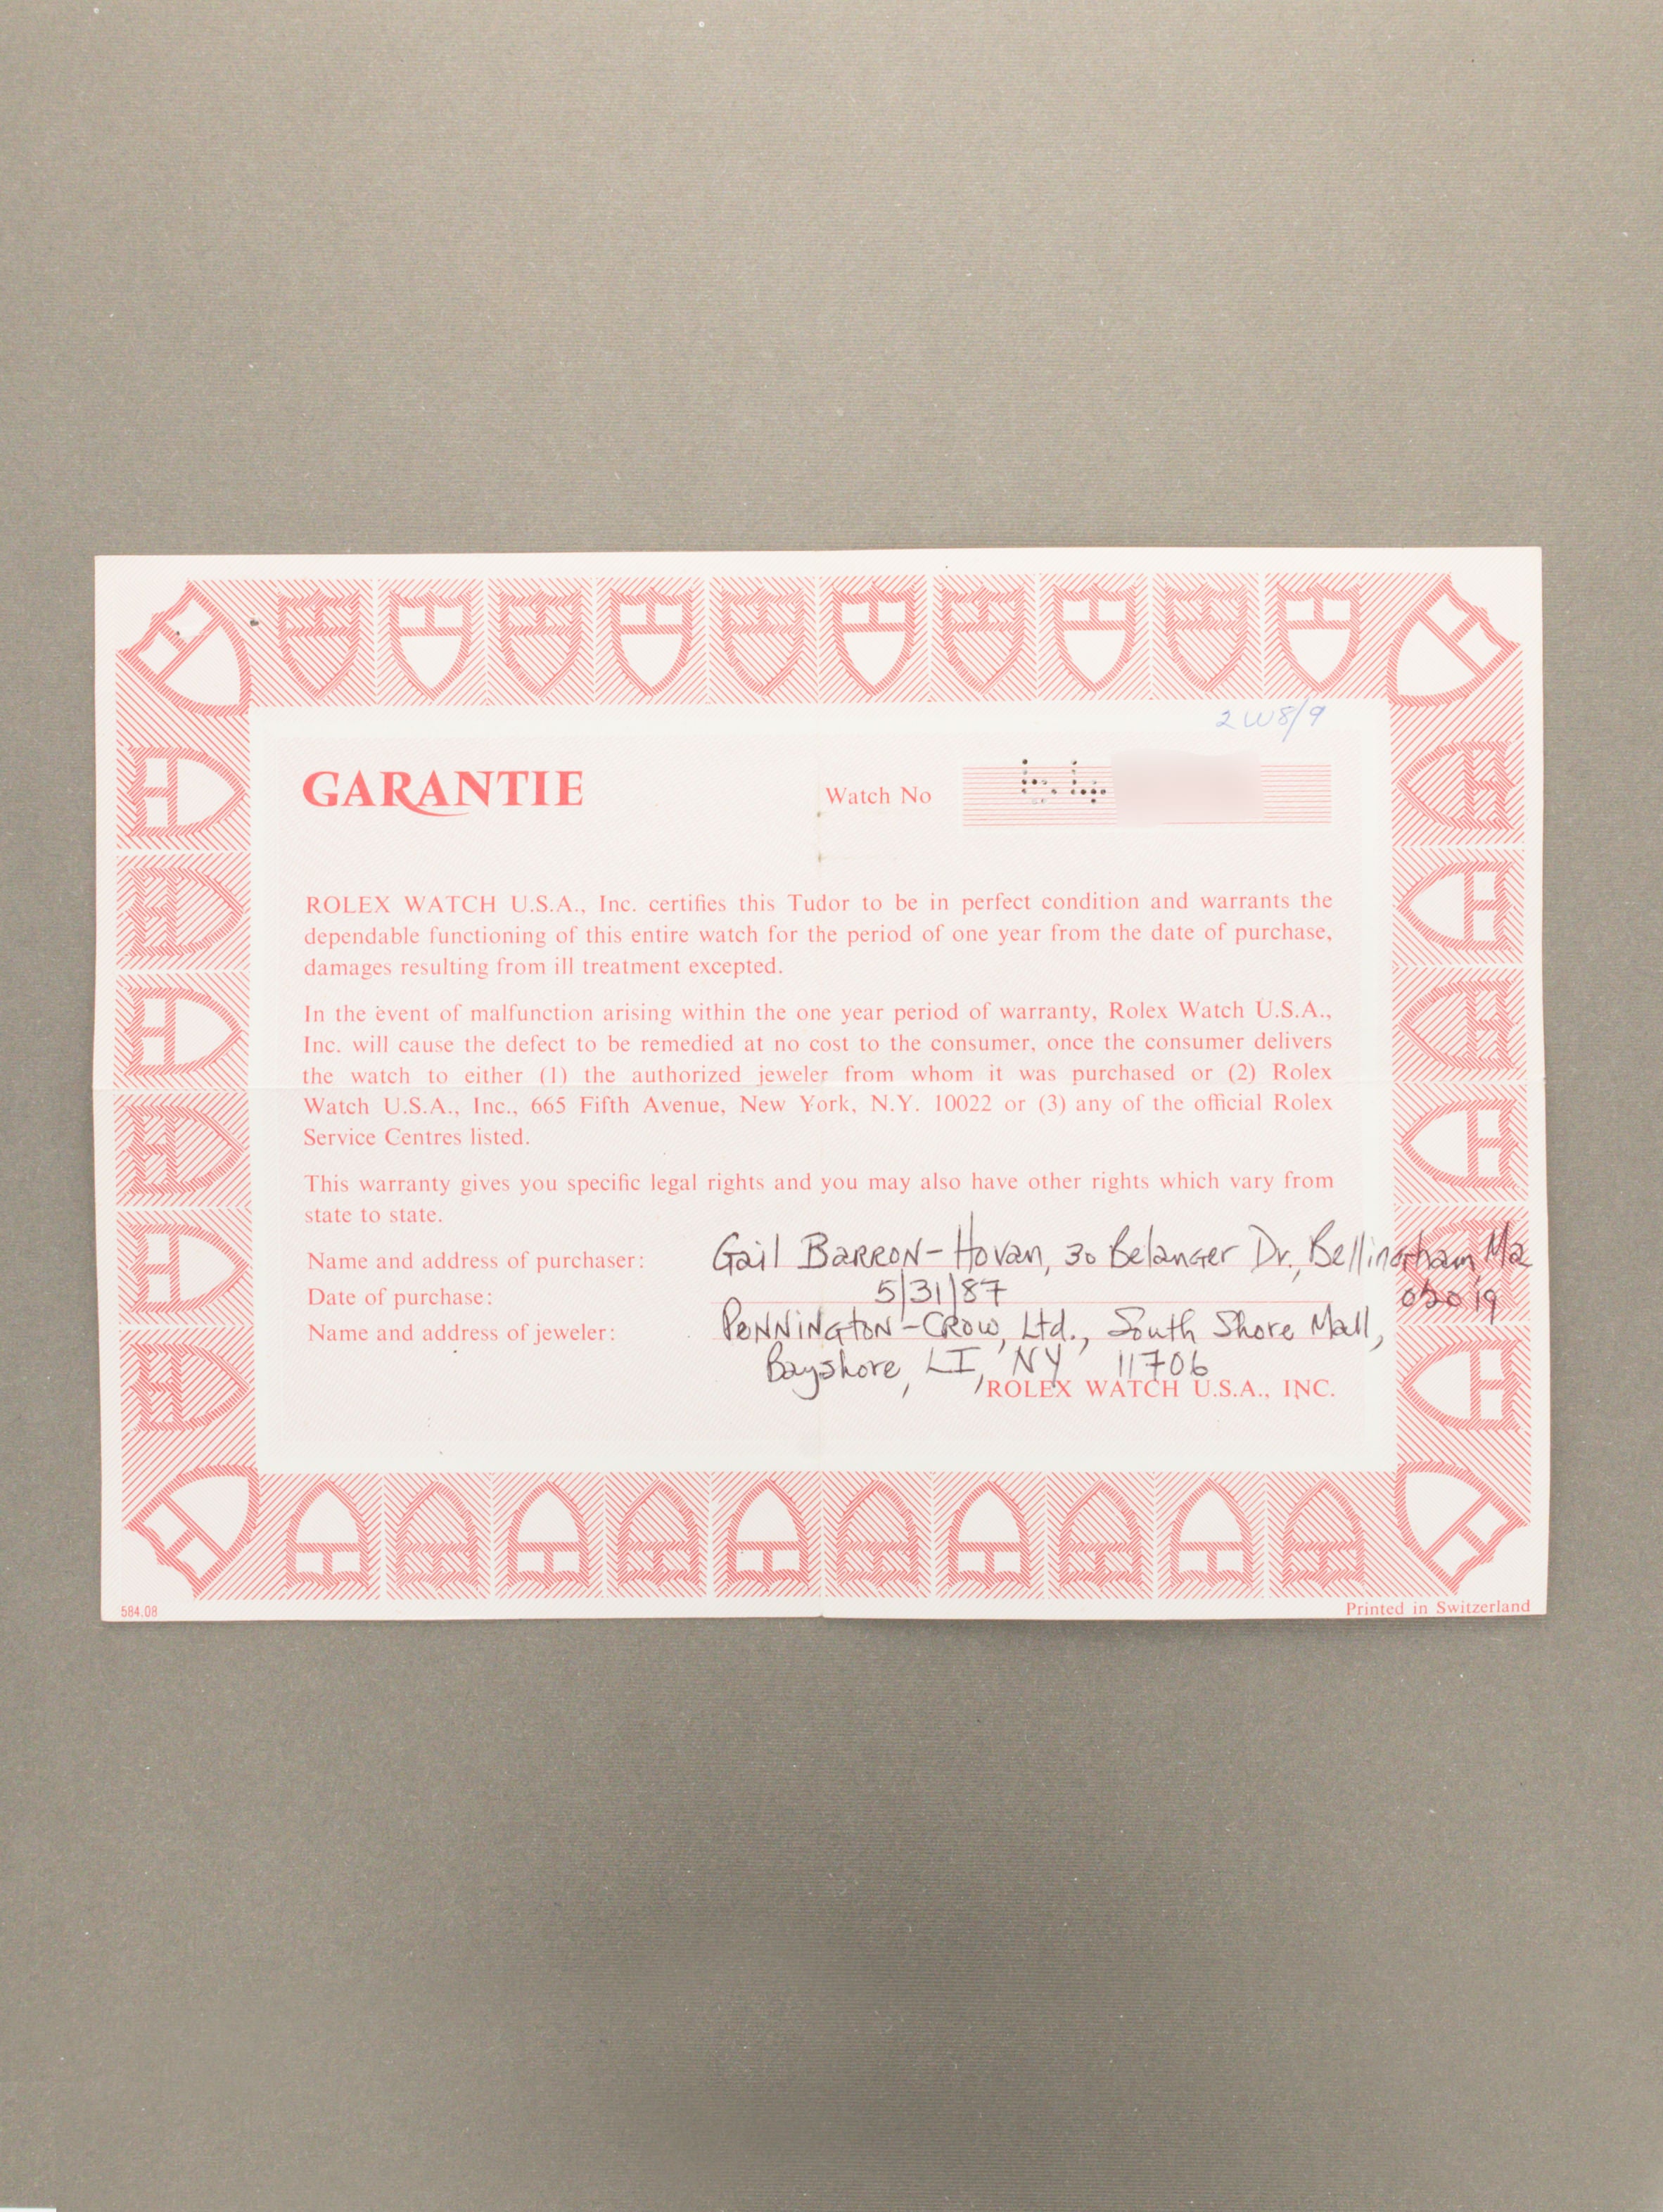 2W8/9
GARANTIE
Watch No
ROLEX WATCH U.S.A., Inc. certifies this Tudor to be in perfect condition and warrants the
dependable functioning of this entire watch for the period of one year from the date of purchase,
damages resulting from ill treatment excepted.
In the event of malfunction arising within the one year period of warranty, Rolex Watch U.S.A.,
Inc. will cause the defect to be remedied at no cost to the consumer, once the consumer delivers
the watch to either (1) the authorized jeweler from whom it was purchased or (2) Rolex
Watch U.S.A., Inc., 665 Fifth Avenue, New York, N.Y. 10022 or (3) any of the official Rolex
Service Centres listed.
This warranty gives you specific legal rights and you may also have other rights which vary from
state to state.
Name and address of purchaser: Gail BARRON-Hovan, 30 Belanger Dr., Bellingham, Ma
Date of purchase: 5/31/87 02019
Name and address of jeweler: PENNINGTON-CROW, Ltd., South Shore Mall,
Bayshore, LI, NY 11706
ROLEX WATCH U.S.A., INC.
584.08
Printed in Switzerland